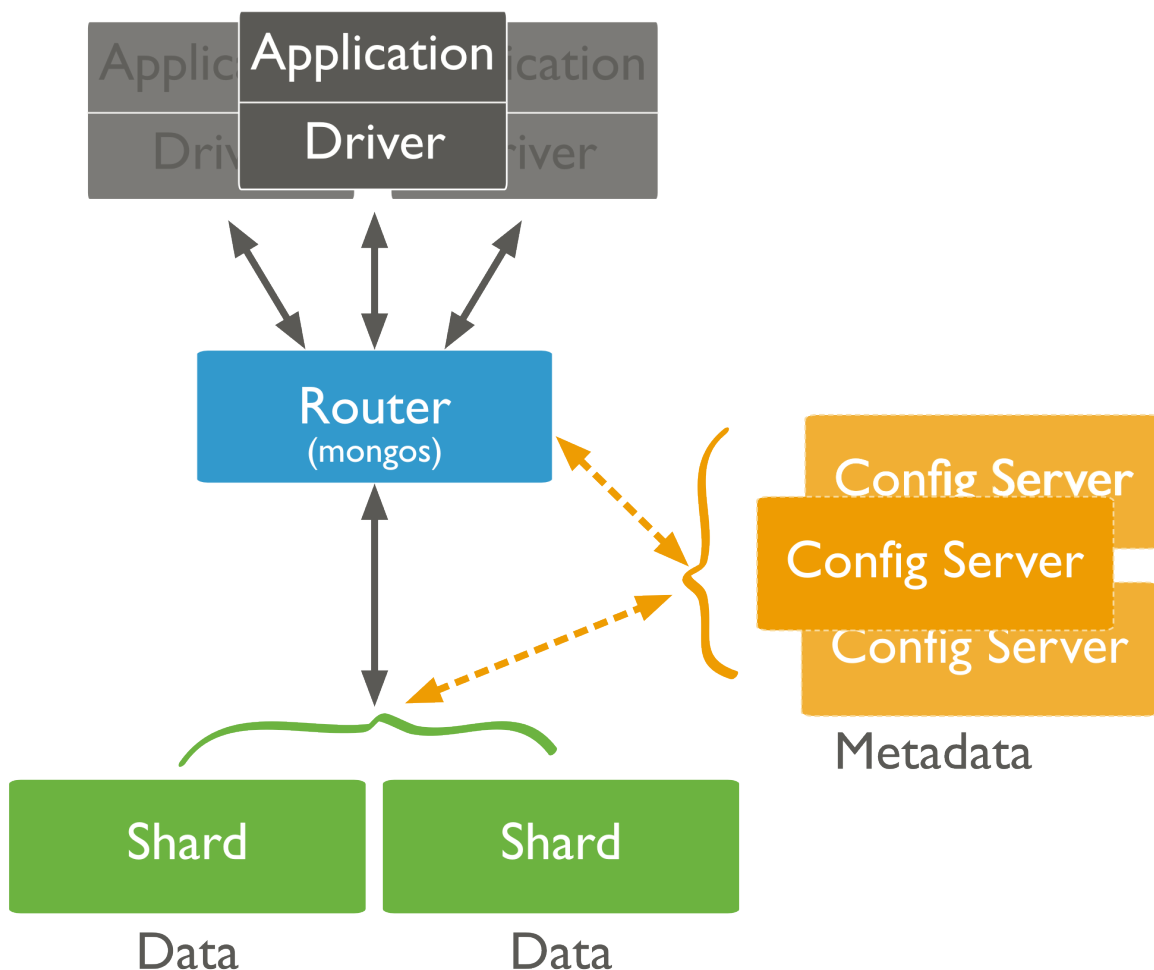 Application
Driver
Router
(mongos)
Config Server
Config Server
Config Server
Metadata
Shard
Shard
Data
Data